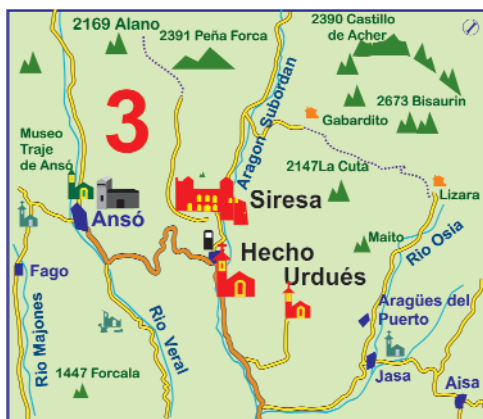 2169 Alano
2391 Peña Forca
2390 Castillo
de Acher
3
Aragon Subordan
Gabardito
2673 Bisaurin
Museo
Traje
de Ansó
2147La Cuta
Siresa
Lizara
Ansó
Maito
Rio Osia
Hecho
Urdués
Fago
Rio Majones
Rio Veral
Aragües del
Puerto
1447 Forcala
Jasa
Aisa